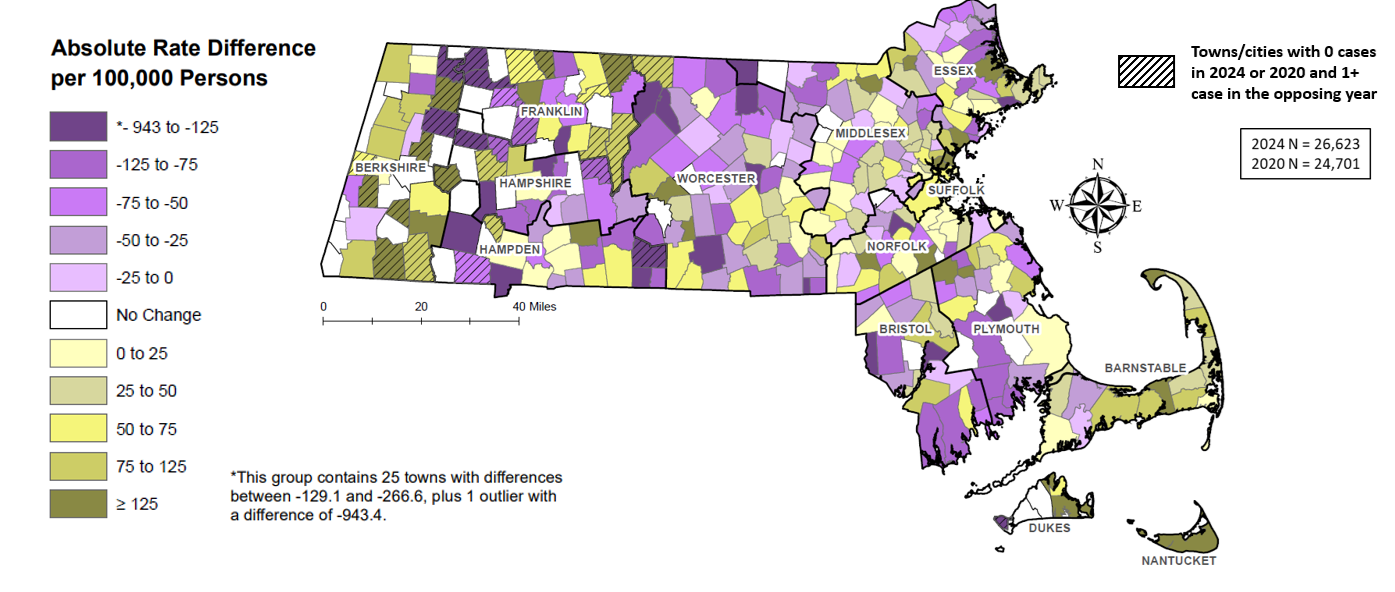 Absolute Rate Difference
per 100,000 Persons
*- 943 to -125
-125 to -75
-75 to -50
-50 to -25
-25 to 0
No Change
0 to 25
25 to 50
50 to 75
75 to 125
≥ 125
*This group contains 25 towns with differences
between -129.1 and -266.6, plus 1 outlier with
a difference of -943.4.
0 20 40 Miles
BERKSHIRE
FRANKLIN
HAMPSHIRE
HAMPDEN
WORCESTER
MIDDLESEX
ESSEX
SUFFOLK
NORFOLK
BRISTOL
PLYMOUTH
BARNSTABLE
DUKES
NANTUCKET
Towns/cities with 0 cases
in 2024 or 2020 and 1+
case in the opposing year
2024 N = 26,623
2020 N = 24,701
N
W E
S